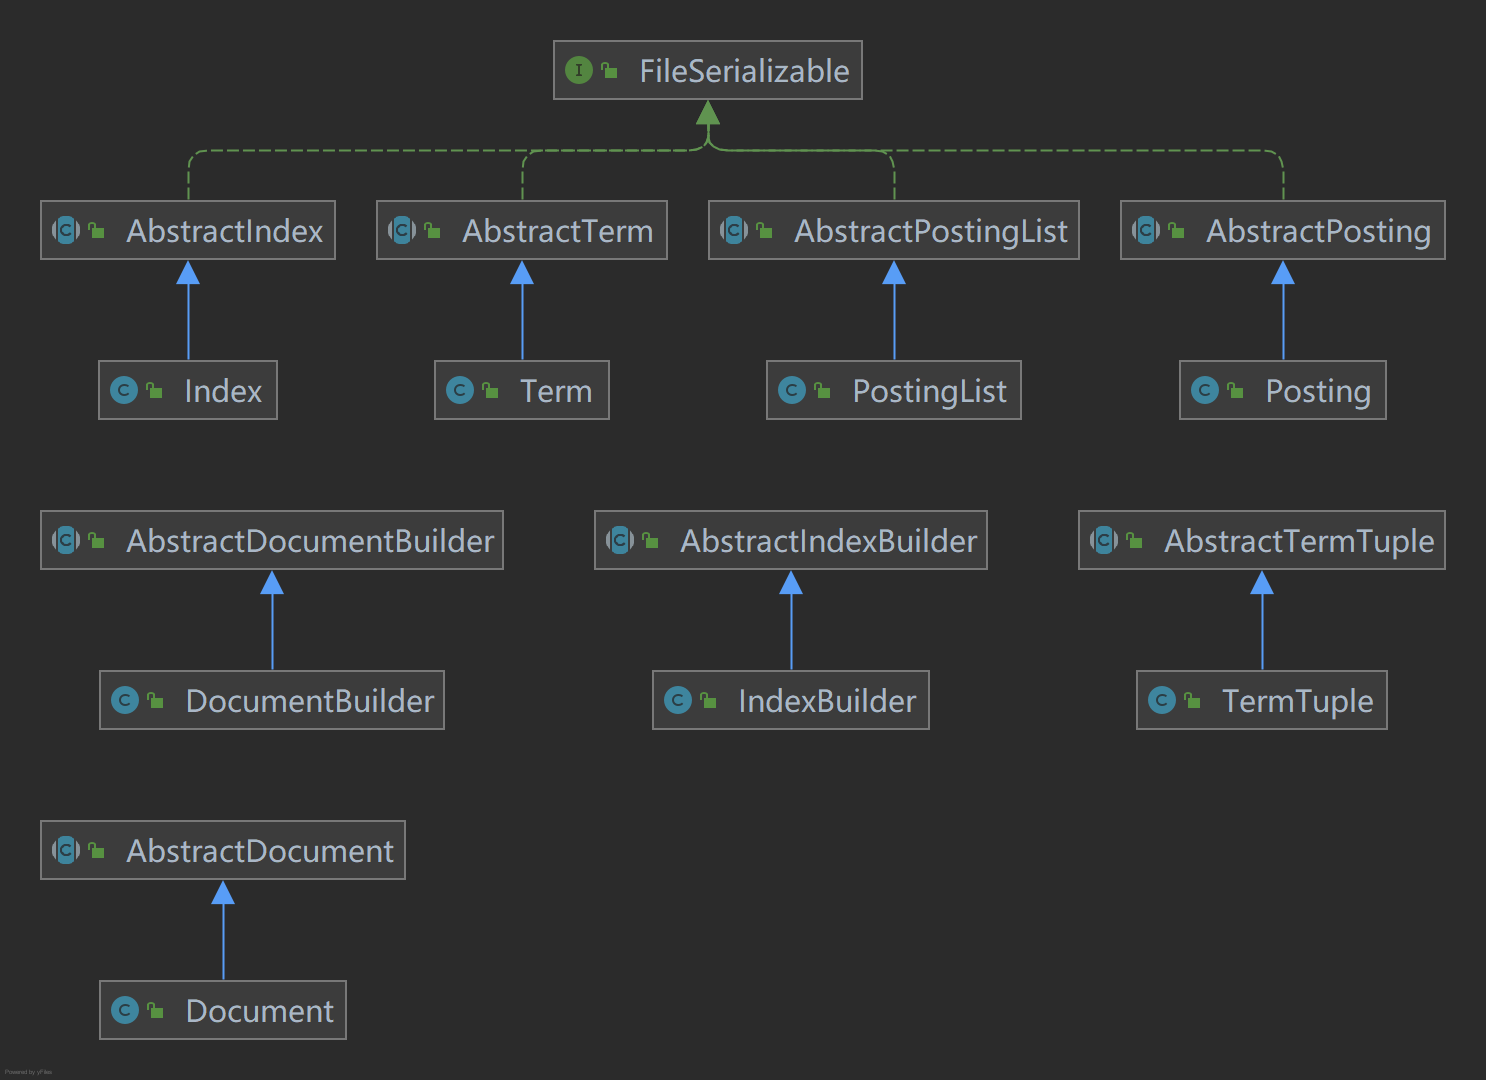 FileSerializable
AbstractIndex
AbstractTerm
AbstractPostingList
AbstractPosting
Index
Term
PostingList
Posting
AbstractDocumentBuilder
AbstractIndexBuilder
AbstractTermTuple
DocumentBuilder
IndexBuilder
TermTuple
AbstractDocument
Document
Powered by yFiles